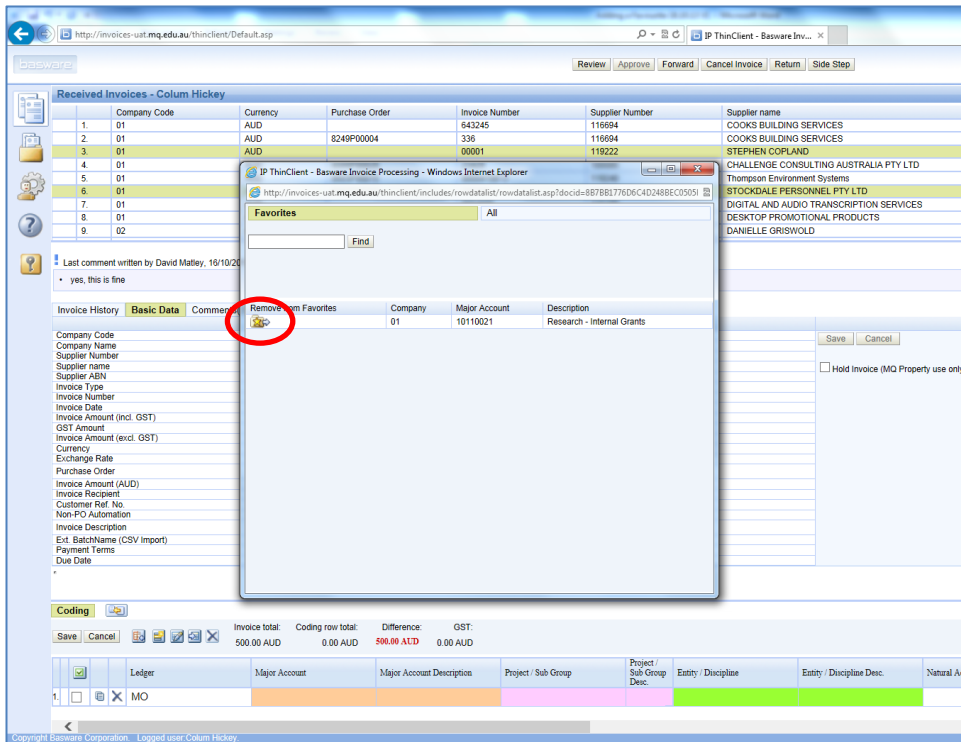 http://invoices-uat.mq.edu.au/thinclient/Default.asp
IP ThinClient - Basware Inv...
basware
Review Approve Forward Cancel Invoice Return Side Step
Received Invoices - Colum Hickey
Company Code Currency Purchase Order Invoice Number Supplier Number Supplier name
1. 01 AUD 643245 116694 COOKS BUILDING SERVICES
2. 01 AUD 8249P00004 336 116694 COOKS BUILDING SERVICES
3. 01 AUD 00001 119222 STEPHEN COPLAND
4. 01 CHALLENGE CONSULTING AUSTRALIA PTY LTD
5. 01 Thompson Environment Systems
6. 01 STOCKDALE PERSONNEL PTY LTD
7. 01 DIGITAL AND AUDIO TRANSCRIPTION SERVICES
8. 01 DESKTOP PROMOTIONAL PRODUCTS
9. 02 DANIELLE GRISWOLD
IP ThinClient - Basware Invoice Processing - Windows Internet Explorer
http://invoices-uat.mq.edu.au/thinclient/includes/rowdatalist/rowdatalist.asp?docid=8B7BB1776D6C4D248BEC0505
Favorites All
Find
Remove from Favorites Company Major Account Description
01 10110021 Research - Internal Grants
Last comment written by David Matley, 16/10/20
• yes, this is fine
Invoice History Basic Data Comments
Company Code
Company Name
Supplier Number
Supplier name
Supplier ABN
Invoice Type
Invoice Number
Invoice Date
Invoice Amount (incl. GST)
GST Amount
Invoice Amount (excl. GST)
Currency
Exchange Rate
Purchase Order
Invoice Amount (AUD)
Invoice Recipient
Customer Ref. No.
Non-PO Automation
Invoice Description
Ext. BatchName (CSV Import)
Payment Terms
Due Date
Save Cancel
Hold Invoice (MQ Property use only
Coding
Save Cancel
Invoice total: Coding row total: Difference: GST:
500.00 AUD 0.00 AUD 500.00 AUD 0.00 AUD
Ledger Major Account Major Account Description Project / Sub Group Project / Sub Group Desc. Entity / Discipline Entity / Discipline Desc. Natural A
1. MO
Copyright Basware Corporation. Logged user:Colum Hickey.